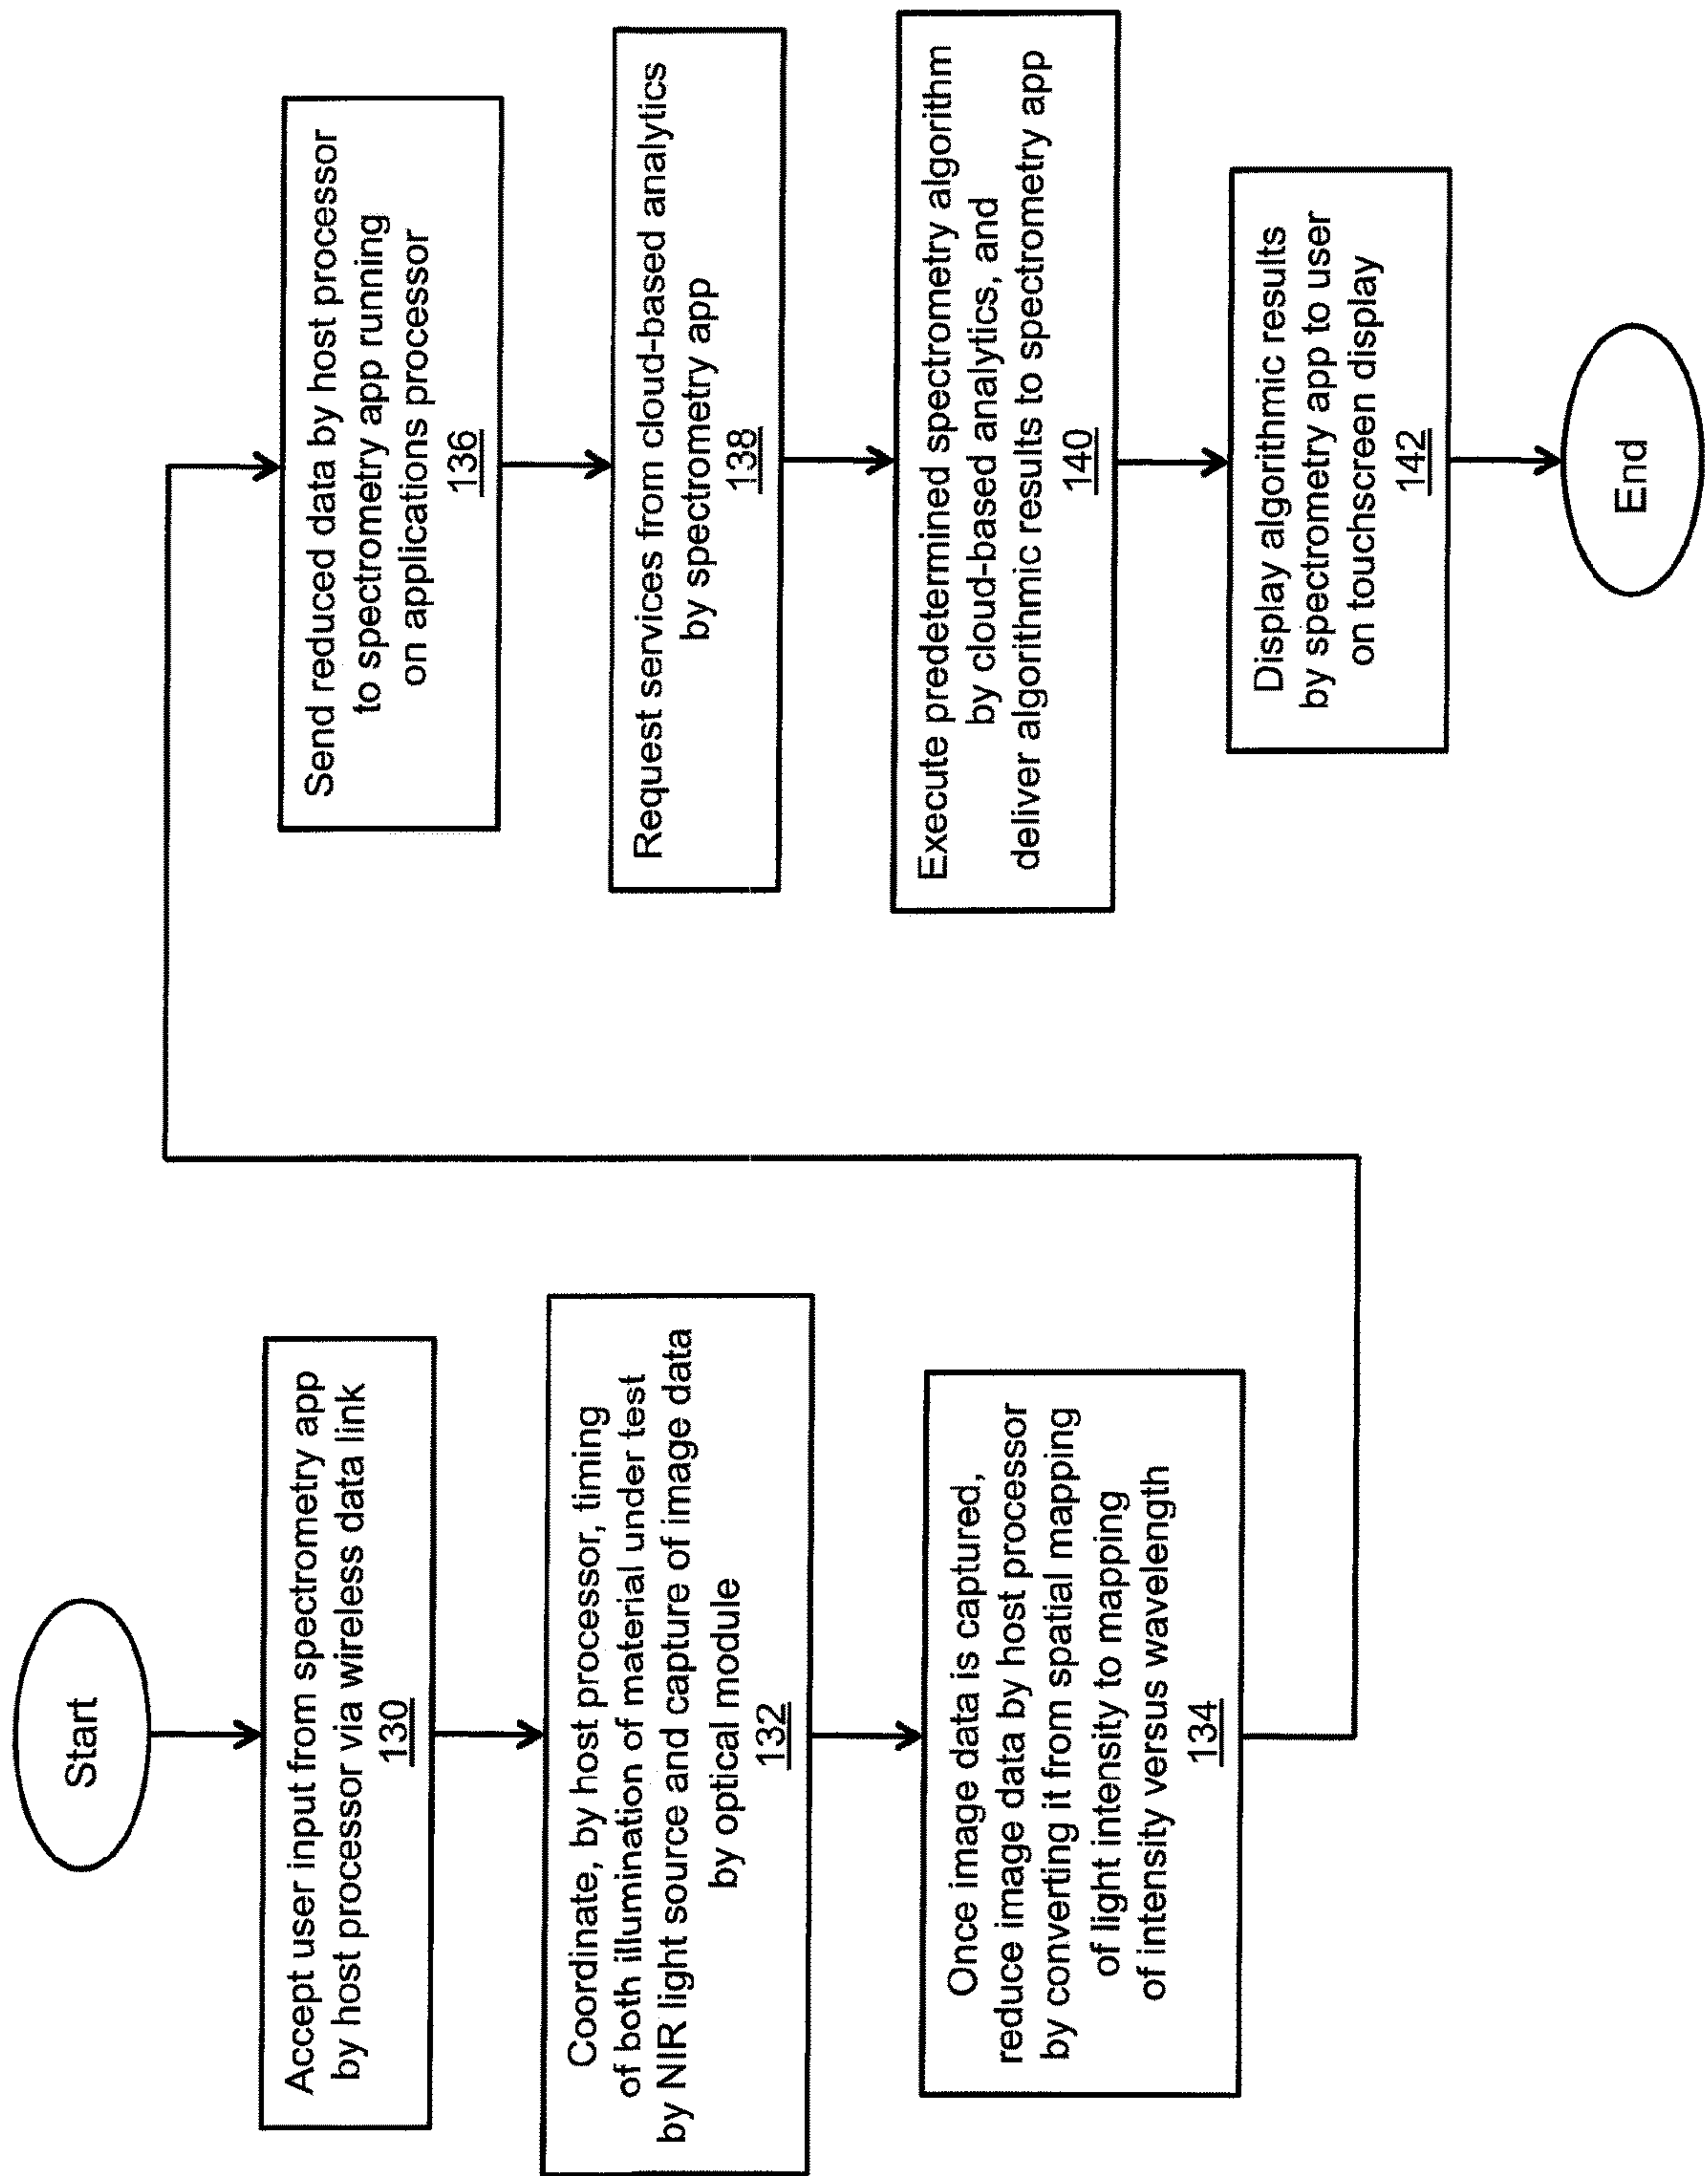 Start
Accept user input from spectrometry app
by host processor via wireless data link
130
Coordinate, by host processor, timing
of both illumination of material under test
by NIR light source and capture of image data
by optical module
132
Once image data is captured,
reduce image data by host processor
by converting it from spatial mapping
of light intensity to mapping
of intensity versus wavelength
134
Send reduced data by host processor
to spectrometry app running
on applications processor
136
Request services from cloud-based analytics
by spectrometry app
138
Execute predetermined spectrometry algorithm
by cloud-based analytics, and
deliver algorithmic results to spectrometry app
140
Display algorithmic results
by spectrometry app to user
on touchscreen display
142
End